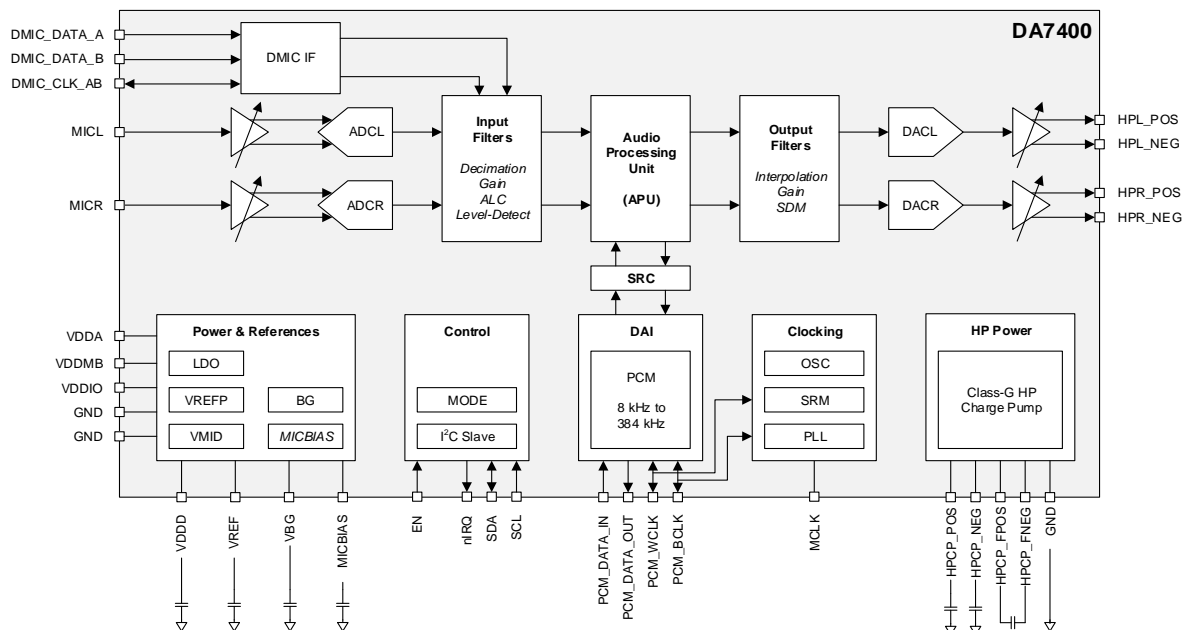 DA7400
DMIC_DATA_A
DMIC_DATA_B
DMIC_CLK_AB
DMIC IF
MICL
MICR
ADCL
ADCR
Input
Filters
Decimation
Gain
ALC
Level-Detect
Audio
Processing
Unit
(APU)
Output
Filters
Interpolation
Gain
SDM
DACL
DACR
HPL_POS
HPL_NEG
HPR_POS
HPR_NEG
SRC
VDDA
VDDMB
VDDIO
GND
GND
Power & References
LDO
VREFP
BG
VMID
MICBIAS
Control
MODE
I²C Slave
DAI
PCM
8 kHz to
384 kHz
Clocking
OSC
SRM
PLL
HP Power
Class-G HP
Charge Pump
VDDD
VREF
VBG
MICBIAS
EN
nIRQ
SDA
SCL
PCM_DATA_IN
PCM_DATA_OUT
PCM_WCLK
PCM_BCLK
MCLK
HPCP_POS
HPCP_NEG
HPCP_FPOS
HPCP_FNEG
GND